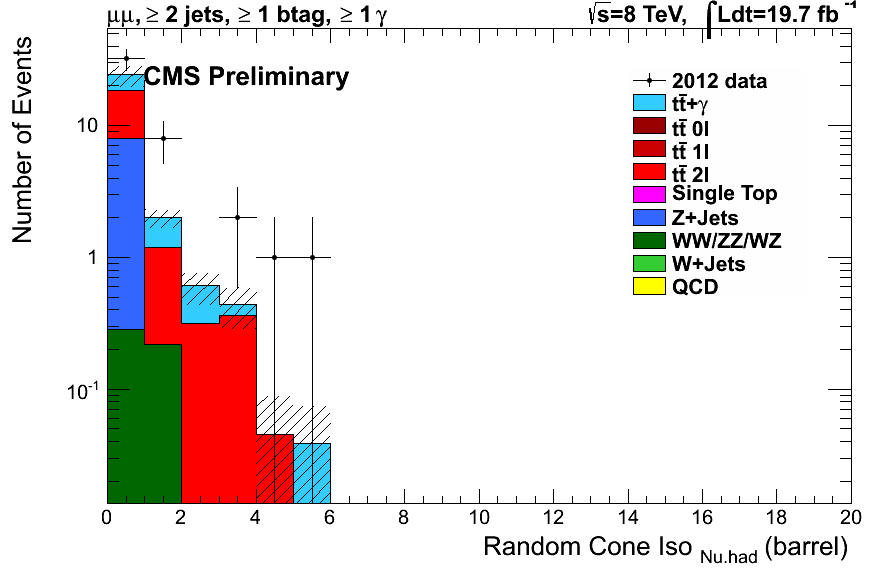 μμ, ≥ 2 jets, ≥ 1 btag, ≥ 1 γ
√s=8 TeV, ∫Ldt=19.7 fb⁻¹
CMS Preliminary
Number of Events
10
1
10⁻¹
2012 data
tt̄+γ
tt̄ 0l
tt̄ 1l
tt̄ 2l
Single Top
Z+Jets
WW/ZZ/WZ
W+Jets
QCD
0 2 4 6 8 10 12 14 16 18 20
Random Cone Iso Nu.had (barrel)